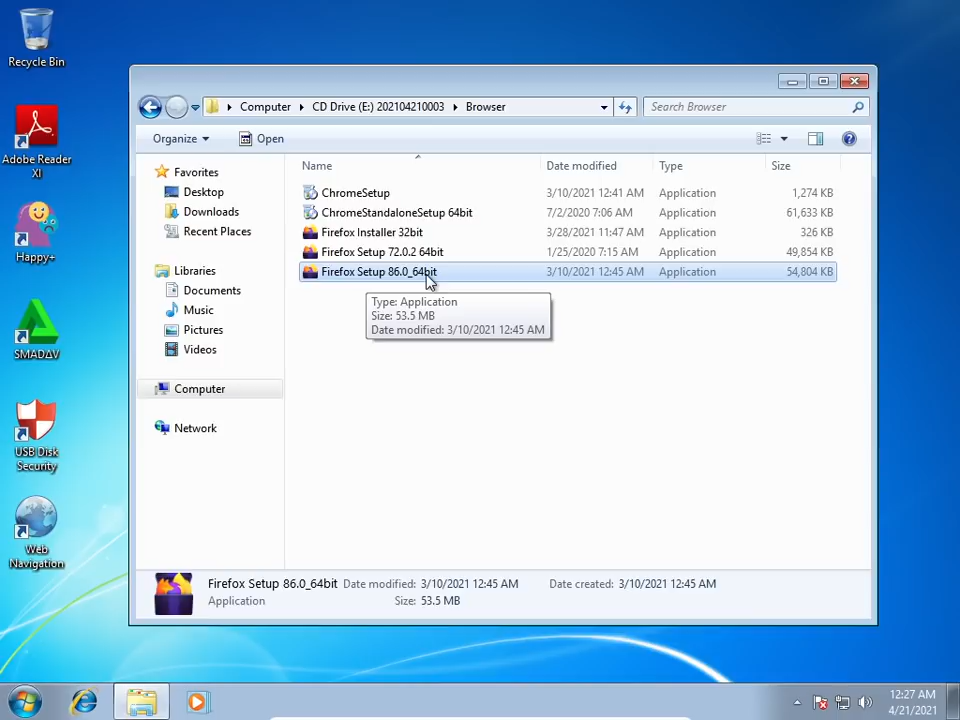 Recycle Bin
Adobe Reader
XI
Happy+
SMADΔV
USB Disk
Security
Web
Navigation
Computer
CD Drive (E:) 202104210003
Browser
Search Browser
Organize
Open
Favorites
Desktop
Downloads
Recent Places
Libraries
Documents
Music
Pictures
Videos
Computer
Network
Name Date modified Type Size
ChromeSetup 3/10/2021 12:41 AM Application 1,274 KB
ChromeStandaloneSetup 64bit 7/2/2020 7:06 AM Application 61,633 KB
Firefox Installer 32bit 3/28/2021 11:47 AM Application 326 KB
Firefox Setup 72.0.2 64bit 1/25/2020 7:15 AM Application 49,854 KB
Firefox Setup 86.0_64bit 3/10/2021 12:45 AM Application 54,804 KB
Type: Application
Size: 53.5 MB
Date modified: 3/10/2021 12:45 AM
Firefox Setup 86.0_64bit Date modified: 3/10/2021 12:45 AM Date created: 3/10/2021 12:45 AM
Application Size: 53.5 MB
12:27 AM
4/21/2021